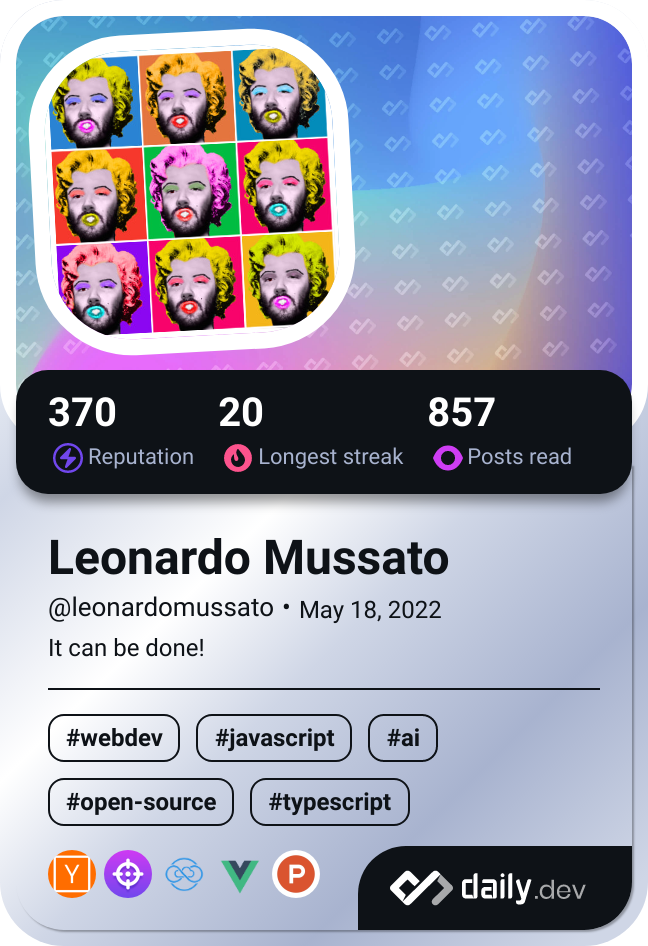 370 20 857
Reputation Longest streak Posts read
Leonardo Mussato
@leonardomussato • May 18, 2022
It can be done!
#webdev #javascript #ai
#open-source #typescript
Y P
daily.dev